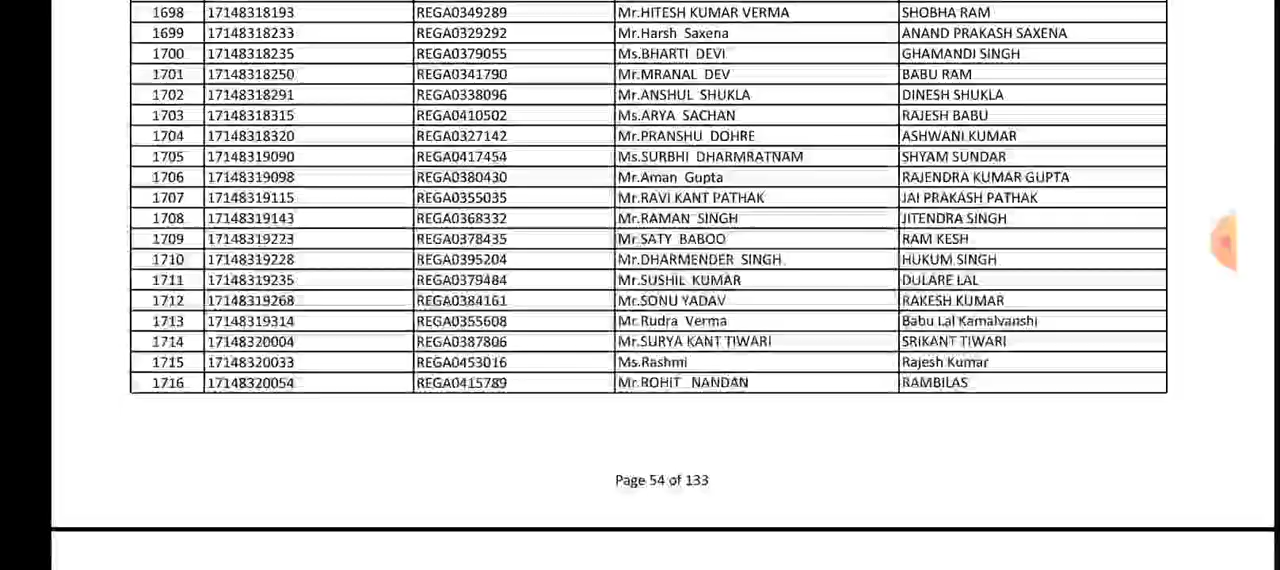 1698 17148318193 REGA0349289 Mr.HITESH KUMAR VERMA SHOBHA RAM
1699 17148318233 REGA0329292 Mr.Harsh Saxena ANAND PRAKASH SAXENA
1700 17148318235 REGA0379055 Ms.BHARTI DEVI GHAMANDI SINGH
1701 17148318250 REGA0341790 Mr.MRANAL DEV BABU RAM
1702 17148318291 REGA0338096 Mr.ANSHUL SHUKLA DINESH SHUKLA
1703 17148318315 REGA0410502 Ms.ARYA SACHAN RAJESH BABU
1704 17148318320 REGA0327142 Mr.PRANSHU DOHRE ASHWANI KUMAR
1705 17148319090 REGA0417454 Ms.SURBHI DHARMRATNAM SHYAM SUNDAR
1706 17148319098 REGA0380430 Mr.Aman Gupta RAJENDRA KUMAR GUPTA
1707 17148319115 REGA0355035 Mr.RAVI KANT PATHAK JAI PRAKASH PATHAK
1708 17148319143 REGA0368332 Mr.RAMAN SINGH JITENDRA SINGH
1709 17148319223 REGA0378435 Mr.SATY BABOO RAM KESH
1710 17148319228 REGA0395204 Mr.DHARMENDER SINGH HUKUM SINGH
1711 17148319235 REGA0379484 Mr.SUSHIL KUMAR DULARE LAL
1712 17148319268 REGA0384161 Mr.SONU YADAV RAKESH KUMAR
1713 17148319314 REGA0355608 Mr.Rudra Verma Babu Lal Kamalvanshi
1714 17148320004 REGA0387806 Mr.SURYA KANT TIWARI SRIKANT TIWARI
1715 17148320033 REGA0453016 Ms.Rashmi Rajesh Kumar
1716 17148320054 REGA0415789 Mr.ROHIT NANDAN RAMBILAS
Page 54 of 133